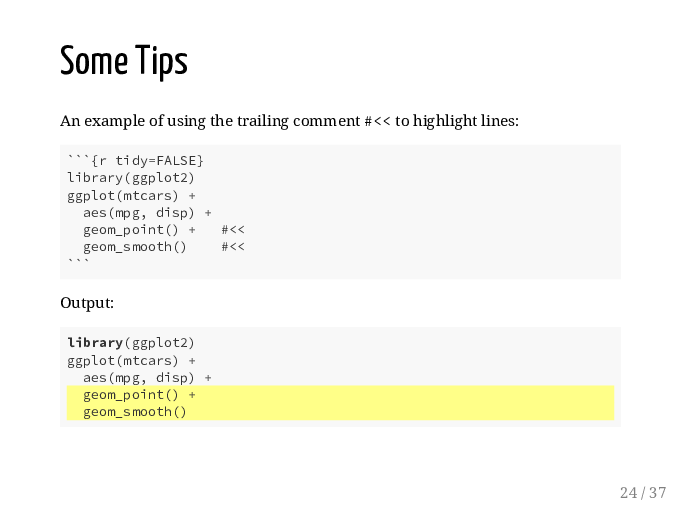 Some Tips
An example of using the trailing comment #<< to highlight lines:
```{r tidy=FALSE}
library(ggplot2)
ggplot(mtcars) +
  aes(mpg, disp) +
  geom_point() +   #<<
  geom_smooth()    #<<
```
Output:
library(ggplot2)
ggplot(mtcars) +
  aes(mpg, disp) +
  geom_point() +
  geom_smooth()
24 / 37